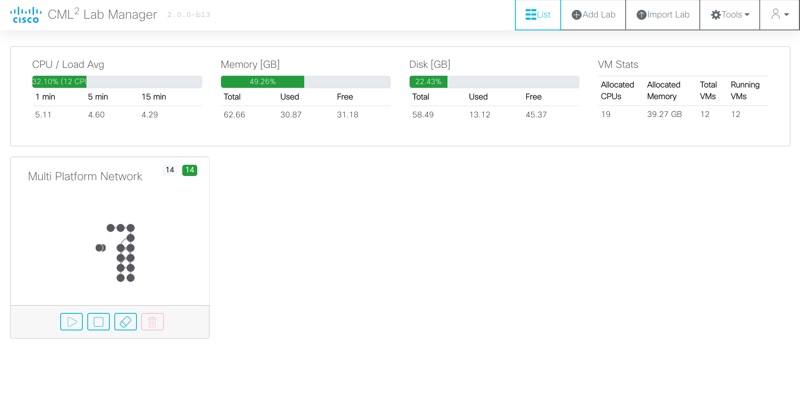 CISCO CML² Lab Manager 2.0.0-b13 List Add Lab Import Lab Tools
CPU / Load Avg Memory [GB] Disk [GB] VM Stats
32.10% (12 CP 49.26% 22.43%
Allocated CPUs Allocated Memory Total VMs Running VMs
1 min 5 min 15 min Total Used Free Total Used Free
5.11 4.60 4.29 62.66 30.87 31.18 58.49 13.12 45.37 19 39.27 GB 12 12
Multi Platform Network 14 14